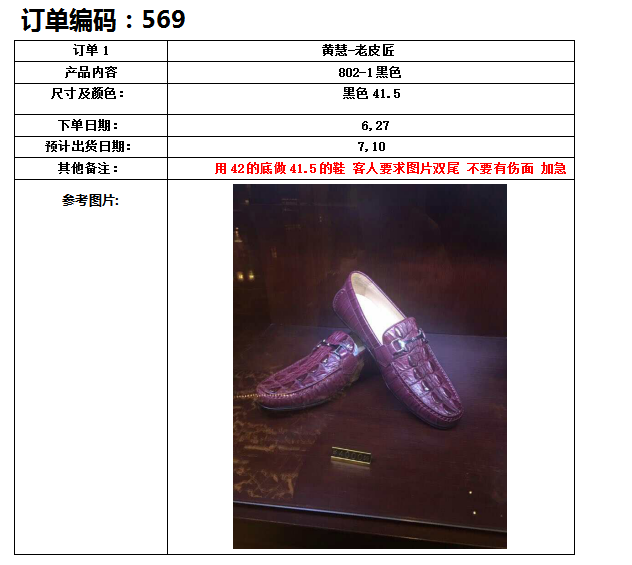 订单编码：569
订单 1 黄慧-老皮匠
产品内容 802-1 黑色
尺寸及颜色： 黑色 41.5
下单日期： 6,27
预计出货日期： 7,10
其他备注： 用 42 的底做 41.5 的鞋 客人要求图片双尾 不要有伤面 加急
参考图片: